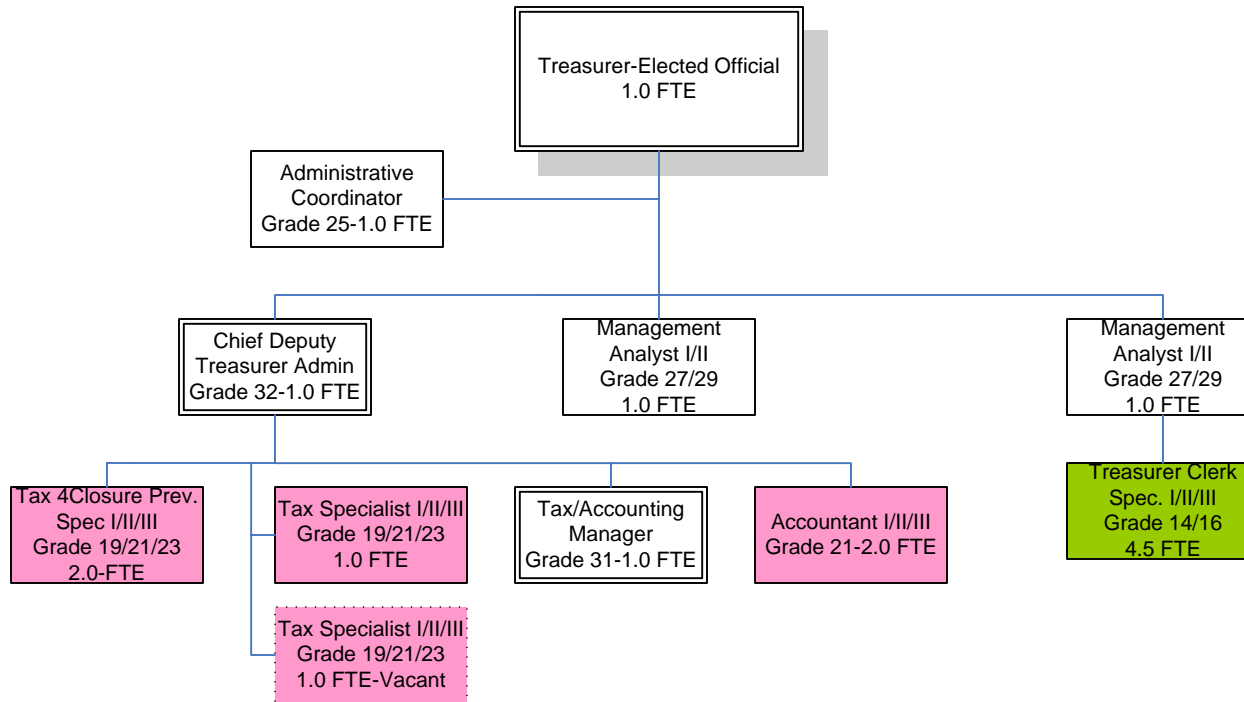 Treasurer-Elected Official
1.0 FTE
Administrative
Coordinator
Grade 25-1.0 FTE
Chief Deputy
Treasurer Admin
Grade 32-1.0 FTE
Management
Analyst I/II
Grade 27/29
1.0 FTE
Management
Analyst I/II
Grade 27/29
1.0 FTE
Tax 4Closure Prev.
Spec I/II/III
Grade 19/21/23
2.0-FTE
Tax Specialist I/II/III
Grade 19/21/23
1.0 FTE
Tax/Accounting
Manager
Grade 31-1.0 FTE
Accountant I/II/III
Grade 21-2.0 FTE
Treasurer Clerk
Spec. I/II/III
Grade 14/16
4.5 FTE
Tax Specialist I/II/III
Grade 19/21/23
1.0 FTE-Vacant